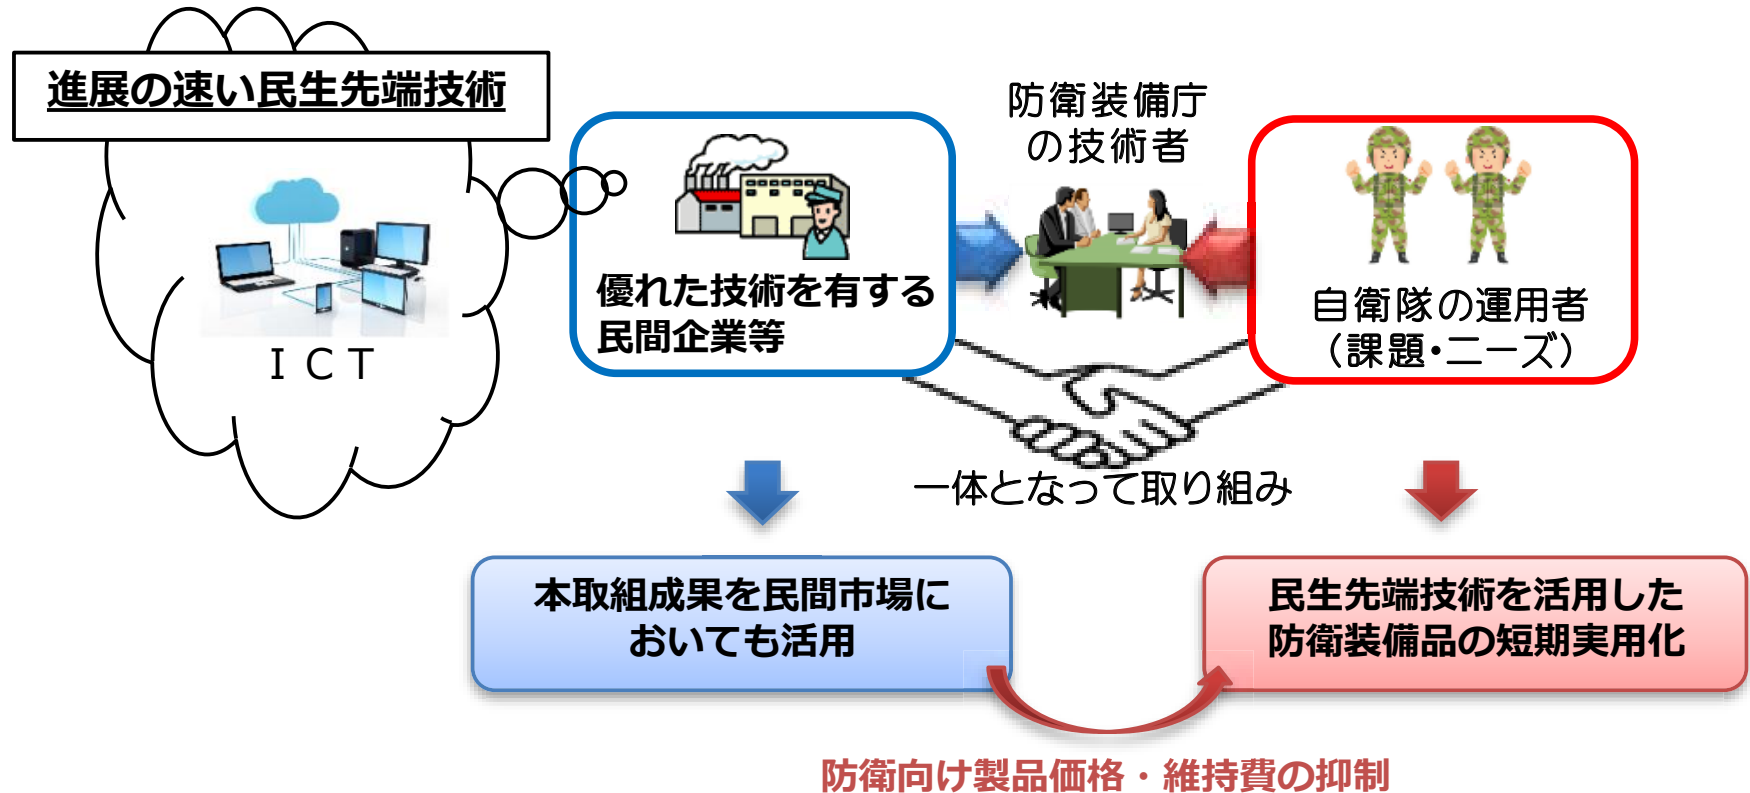 進展の速い民生先端技術
ＩＣＴ
優れた技術を有する
民間企業等
防衛装備庁
の技術者
自衛隊の運用者
（課題・ニーズ）
一体となって取り組み
本取組成果を民間市場に
おいても活用
民生先端技術を活用した
防衛装備品の短期実用化
防衛向け製品価格・維持費の抑制